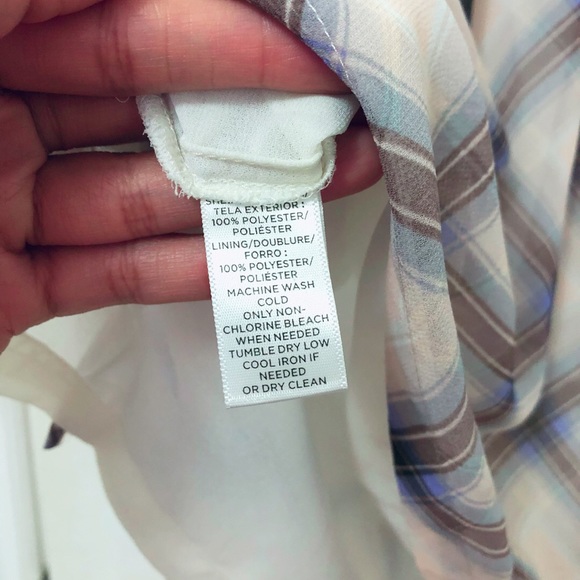 TELA EXTERIOR :
100% POLYESTER/
POLIÉSTER
LINING/DOUBLURE/
FORRO :
100% POLYESTER/
POLIÉSTER
MACHINE WASH
COLD
ONLY NON-
CHLORINE BLEACH
WHEN NEEDED
TUMBLE DRY LOW
COOL IRON IF
NEEDED
OR DRY CLEAN